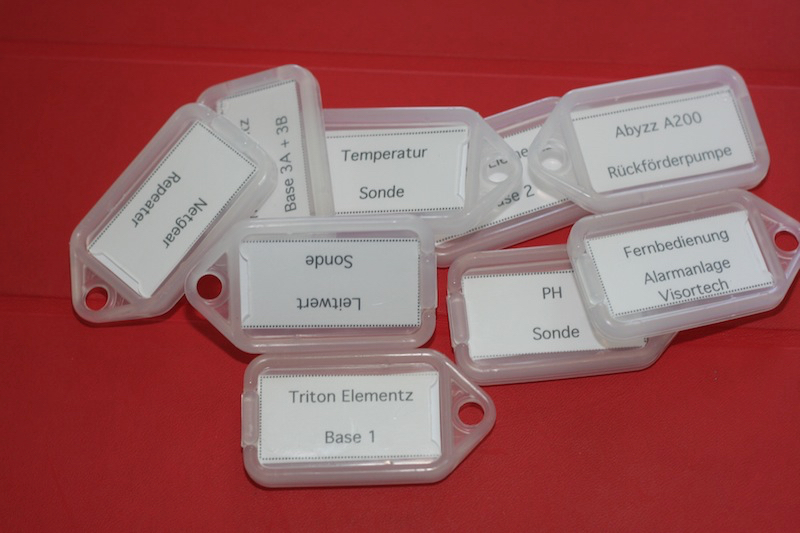 Netgear
Repeater
Base 3A + 3B
Temperatur
Sonde
Abyzz A200
Rückförderpumpe
Leitwert
Sonde
PH
Sonde
Fernbedienung
Alarmanlage
Visortech
Triton Elementz
Base 1